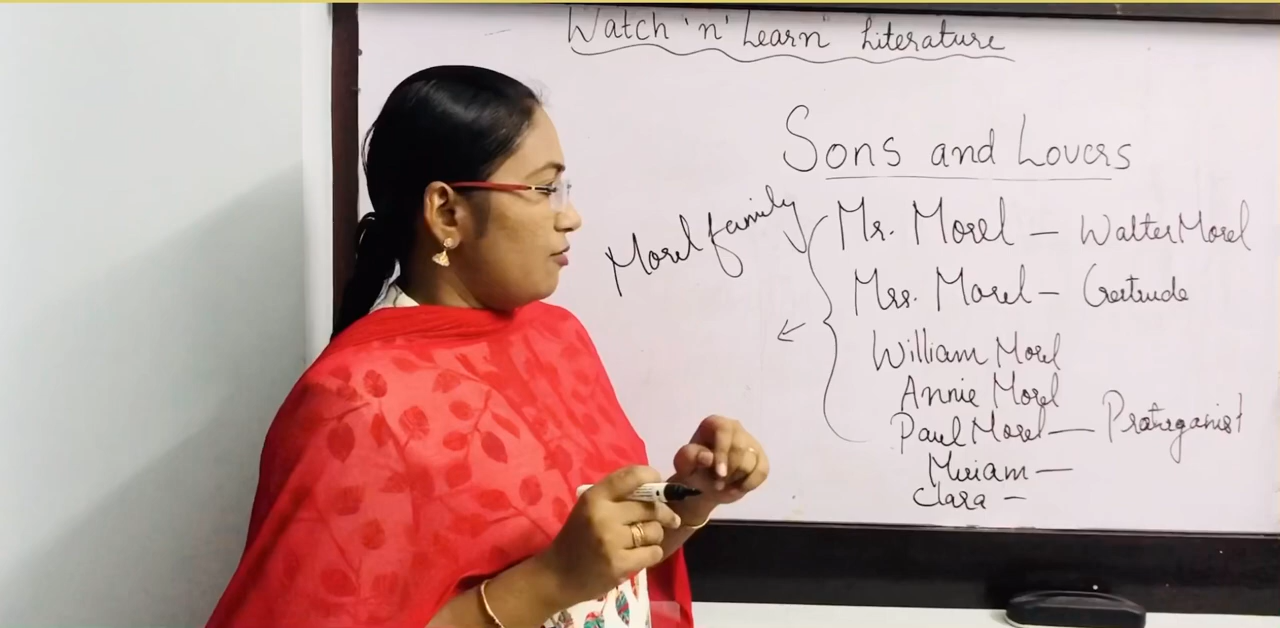 Watch 'n' Learn Literature
Sons and Lovers
Morel family
Mr. Morel — Walter Morel
Mrs. Morel — Gertrude
William Morel
Annie Morel
Paul Morel — Protagonist
Miriam —
Clara —